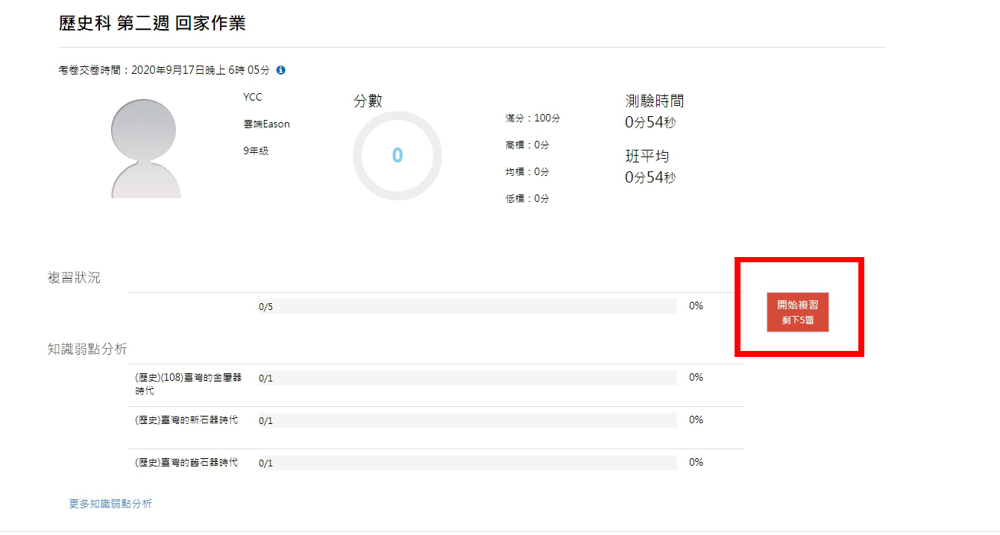 歷史科 第二週 回家作業
考卷交卷時間：2020年9月17日晚上 6時 05分
YCC
雲端Eason
9年級
分數
0
滿分：100分
高標：0分
均標：0分
低標：0分
測驗時間
0分54秒
班平均
0分54秒
複習狀況
0/5
0%
開始複習
剩下5題
知識弱點分析
(歷史)(108)臺灣的金屬器
時代
0/1
0%
(歷史)臺灣的新石器時代
0/1
0%
(歷史)臺灣的舊石器時代
0/1
0%
更多知識弱點分析